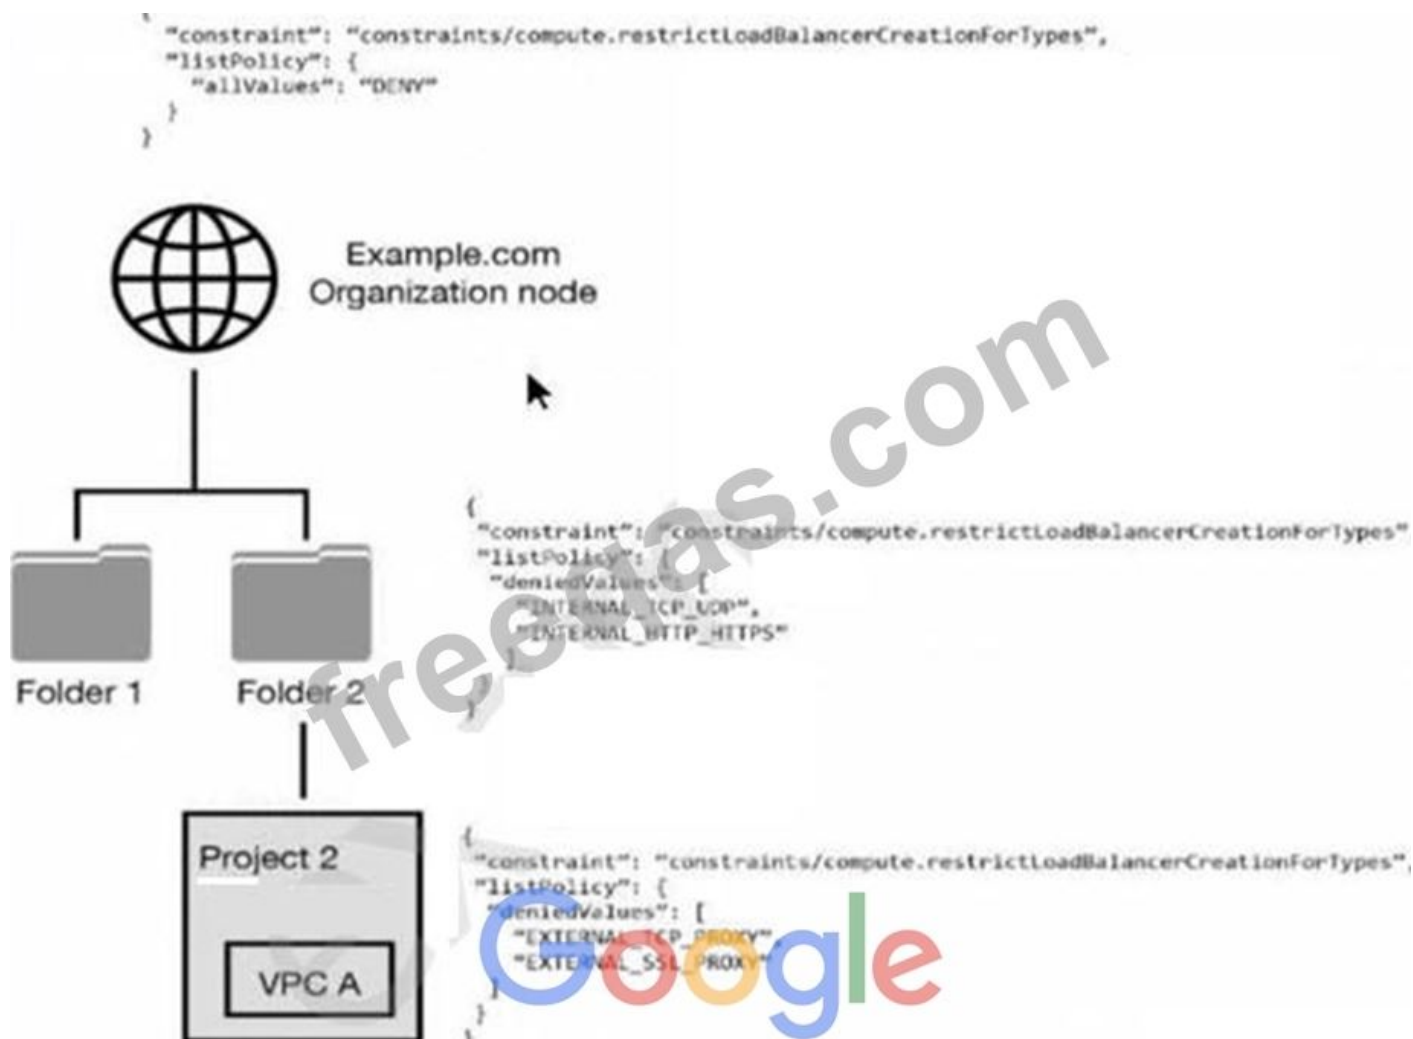 {
"constraint": "constraints/compute.restrictLoadBalancerCreationForTypes",
"listPolicy": {
"allValues": "DENY"
}
}
Example.com
Organization node
{
"constraint": "constraints/compute.restrictLoadBalancerCreationForTypes"
"listPolicy": {
"deniedValues": [
"INTERNAL_TCP_UDP",
"INTERNAL_HTTP_HTTPS"
]
}
}
Folder 1
Folder 2
freeqas.com
{
"constraint": "constraints/compute.restrictLoadBalancerCreationForTypes",
"listPolicy": {
"deniedValues": [
"EXTERNAL_TCP_PROXY",
"EXTERNAL_SSL_PROXY"
]
}
{
Project 2
VPC A
Google